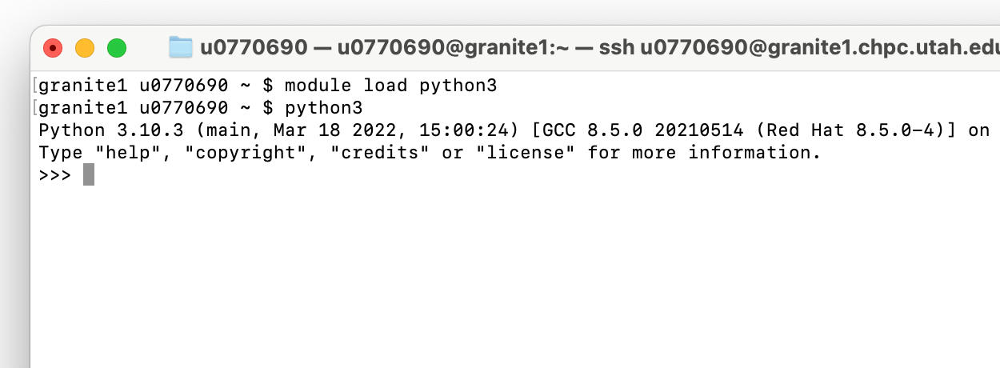 u0770690 — u0770690@granite1:~ — ssh u0770690@granite1.chpc.utah.edu
[granite1 u0770690 ~ $ module load python3
[granite1 u0770690 ~ $ python3
Python 3.10.3 (main, Mar 18 2022, 15:00:24) [GCC 8.5.0 20210514 (Red Hat 8.5.0-4)] on
Type "help", "copyright", "credits" or "license" for more information.
>>>